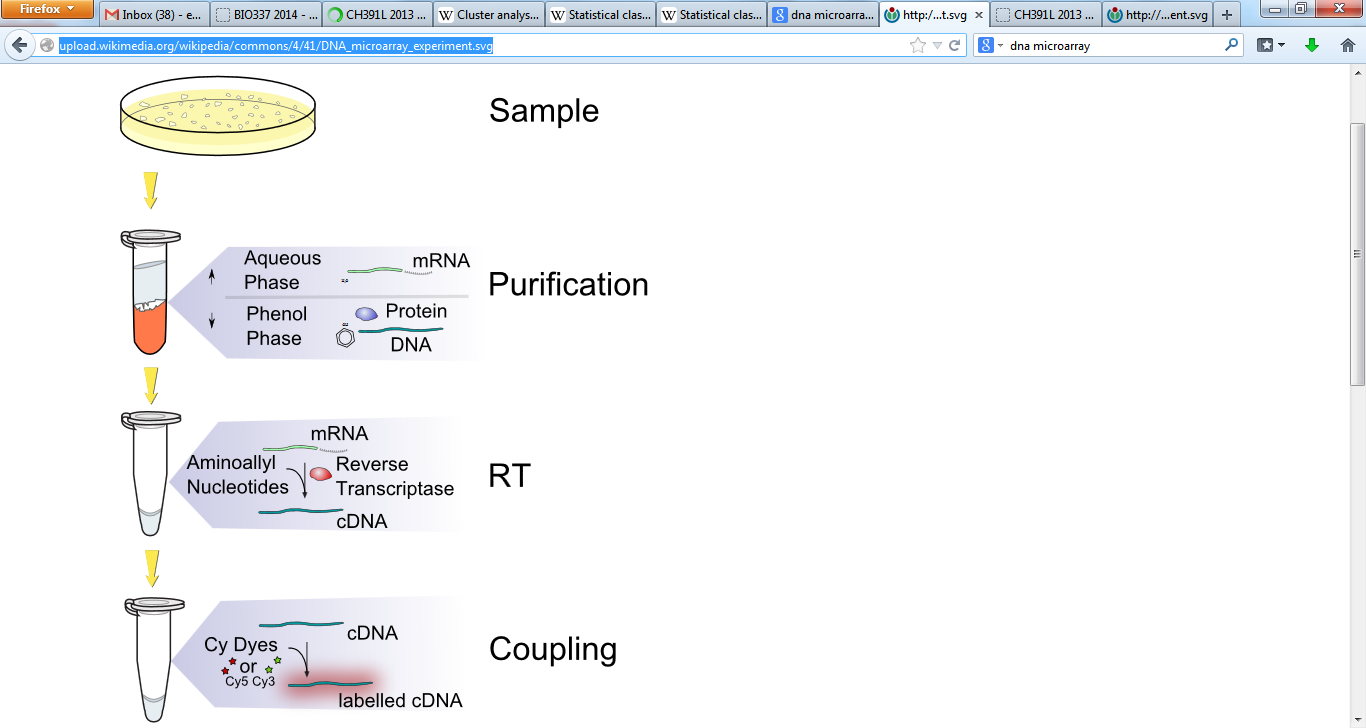 Firefox
Inbox (38) - e...
BIO337 2014 - ...
CH391L 2013 ...
Cluster analys...
Statistical clas...
Statistical clas...
dna microarra...
http:/...t.svg
CH391L 2013 ...
http://...ent.svg
upload.wikimedia.org/wikipedia/commons/4/41/DNA_microarray_experiment.svg
dna microarray
Sample
Aqueous
Phase
mRNA
Phenol
Phase
Protein
DNA
Purification
mRNA
Aminoallyl
Nucleotides
Reverse
Transcriptase
cDNA
RT
cDNA
Cy Dyes
or
Cy5 Cy3
labelled cDNA
Coupling